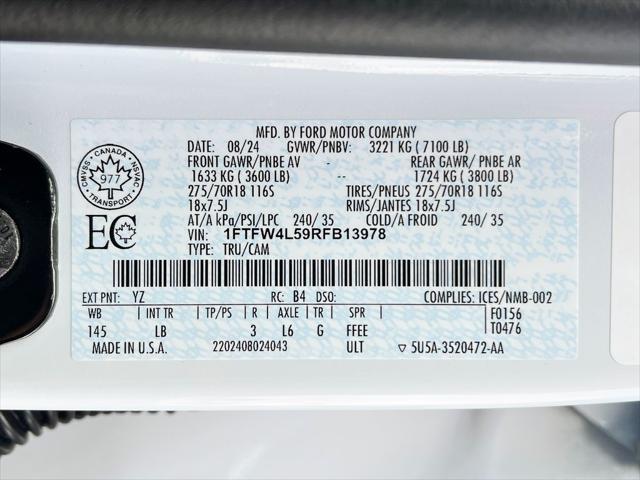 MFD. BY FORD MOTOR COMPANY
DATE: 08/24 GVWR/PNBV: 3221 KG ( 7100 LB)
FRONT GAWR/PNBE AV -- REAR GAWR/ PNBE AR
1633 KG ( 3600 LB) 1724 KG ( 3800 LB)
275/70R18 116S TIRES/PNEUS 275/70R18 116S
18x7.5J RIMS/JANTES 18x7.5J
AT/A kPa/PSI/LPC 240/ 35 COLD/A FROID 240/ 35
VIN: 1FTFW4L59RFB13978
TYPE: TRU/CAM
CMVSS CANADA NSVAC
977
TRANSPORT
EC
EXT PNT: YZ RC: B4 DSO: COMPLIES: ICES/NMB-002
WB INT TR TP/PS R AXLE TR SPR F0156
145 LB 3 L6 G FFEE T0476
MADE IN U.S.A. 2202408024043 ULT ▽ 5U5A-3520472-AA